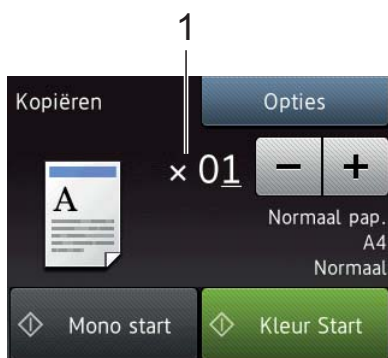 1
Kopiëren
Opties
× 01
− +
A
Normaal pap.
A4
Normaal
Mono start
Kleur Start